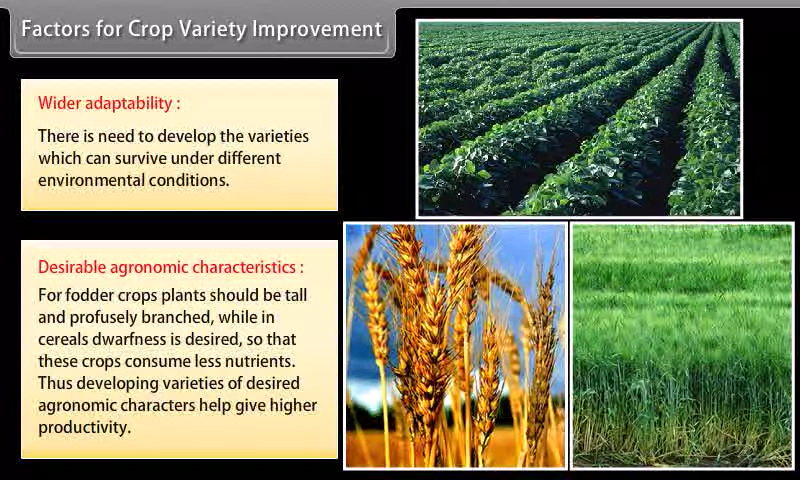 Factors for Crop Variety Improvement
Wider adaptability :
There is need to develop the varieties
which can survive under different
environmental conditions.
Desirable agronomic characteristics :
For fodder crops plants should be tall
and profusely branched, while in
cereals dwarfness is desired, so that
these crops consume less nutrients.
Thus developing varieties of desired
agronomic characters help give higher
productivity.